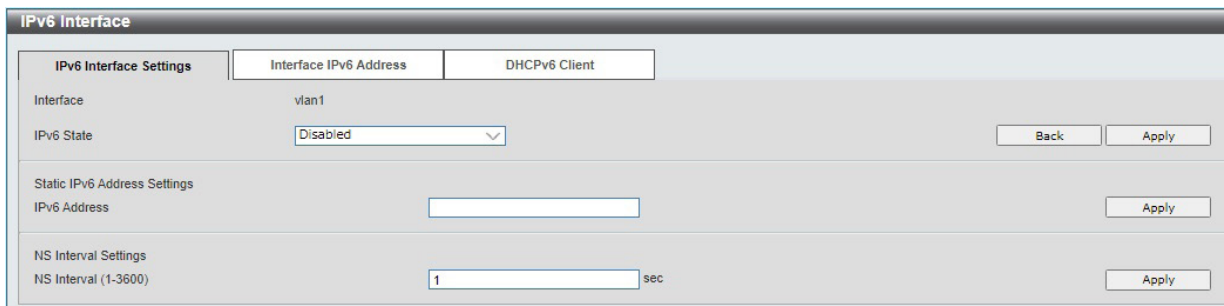 IPv6 Interface
IPv6 Interface Settings Interface IPv6 Address DHCPv6 Client
Interface vlan1
IPv6 State Disabled Back Apply
Static IPv6 Address Settings
IPv6 Address Apply
NS Interval Settings
NS Interval (1-3600) 1 sec Apply